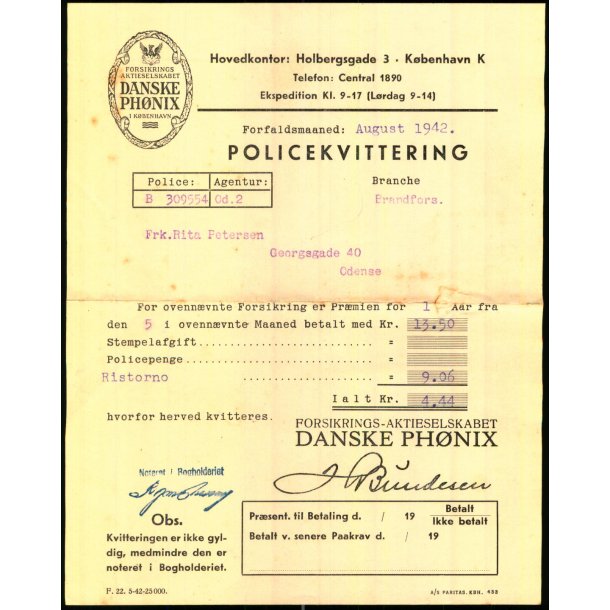 FORSIKRINGS
AKTIESELSKABET
DANSKE
PHØNIX
I KØBENHAVN
Hovedkontor: Holbergsgade 3 · København K
Telefon: Central 1890
Ekspedition Kl. 9-17 (Lørdag 9-14)
Forfaldsmaaned: August 1942.
POLICEKVITTERING
Police: Agentur: Branche
B 309554 Od.2 Brandfors.
Frk.Rita Petersen
Georgsgade 40
Odense
For ovennævnte Forsikring er Præmien for 1 Aar fra
den 5 i ovennævnte Maaned betalt med Kr. 13.50
Stempelafgift =
Policepenge =
Ristorno = 9.06
Ialt Kr. 4.44
hvorfor herved kvitteres.
FORSIKRINGS-AKTIESELSKABET
DANSKE PHØNIX
Noteret i Bogholderiet
Bundesen
Obs.
Kvitteringen er ikke gyl-
dig, medmindre den er
noteret i Bogholderiet.
Præsent. til Betaling d. / 19 Betalt
Ikke betalt
Betalt v. senere Paakrav d. / 19
F. 22. 5-42-25000.
A/S PARITAS. KBH. 433